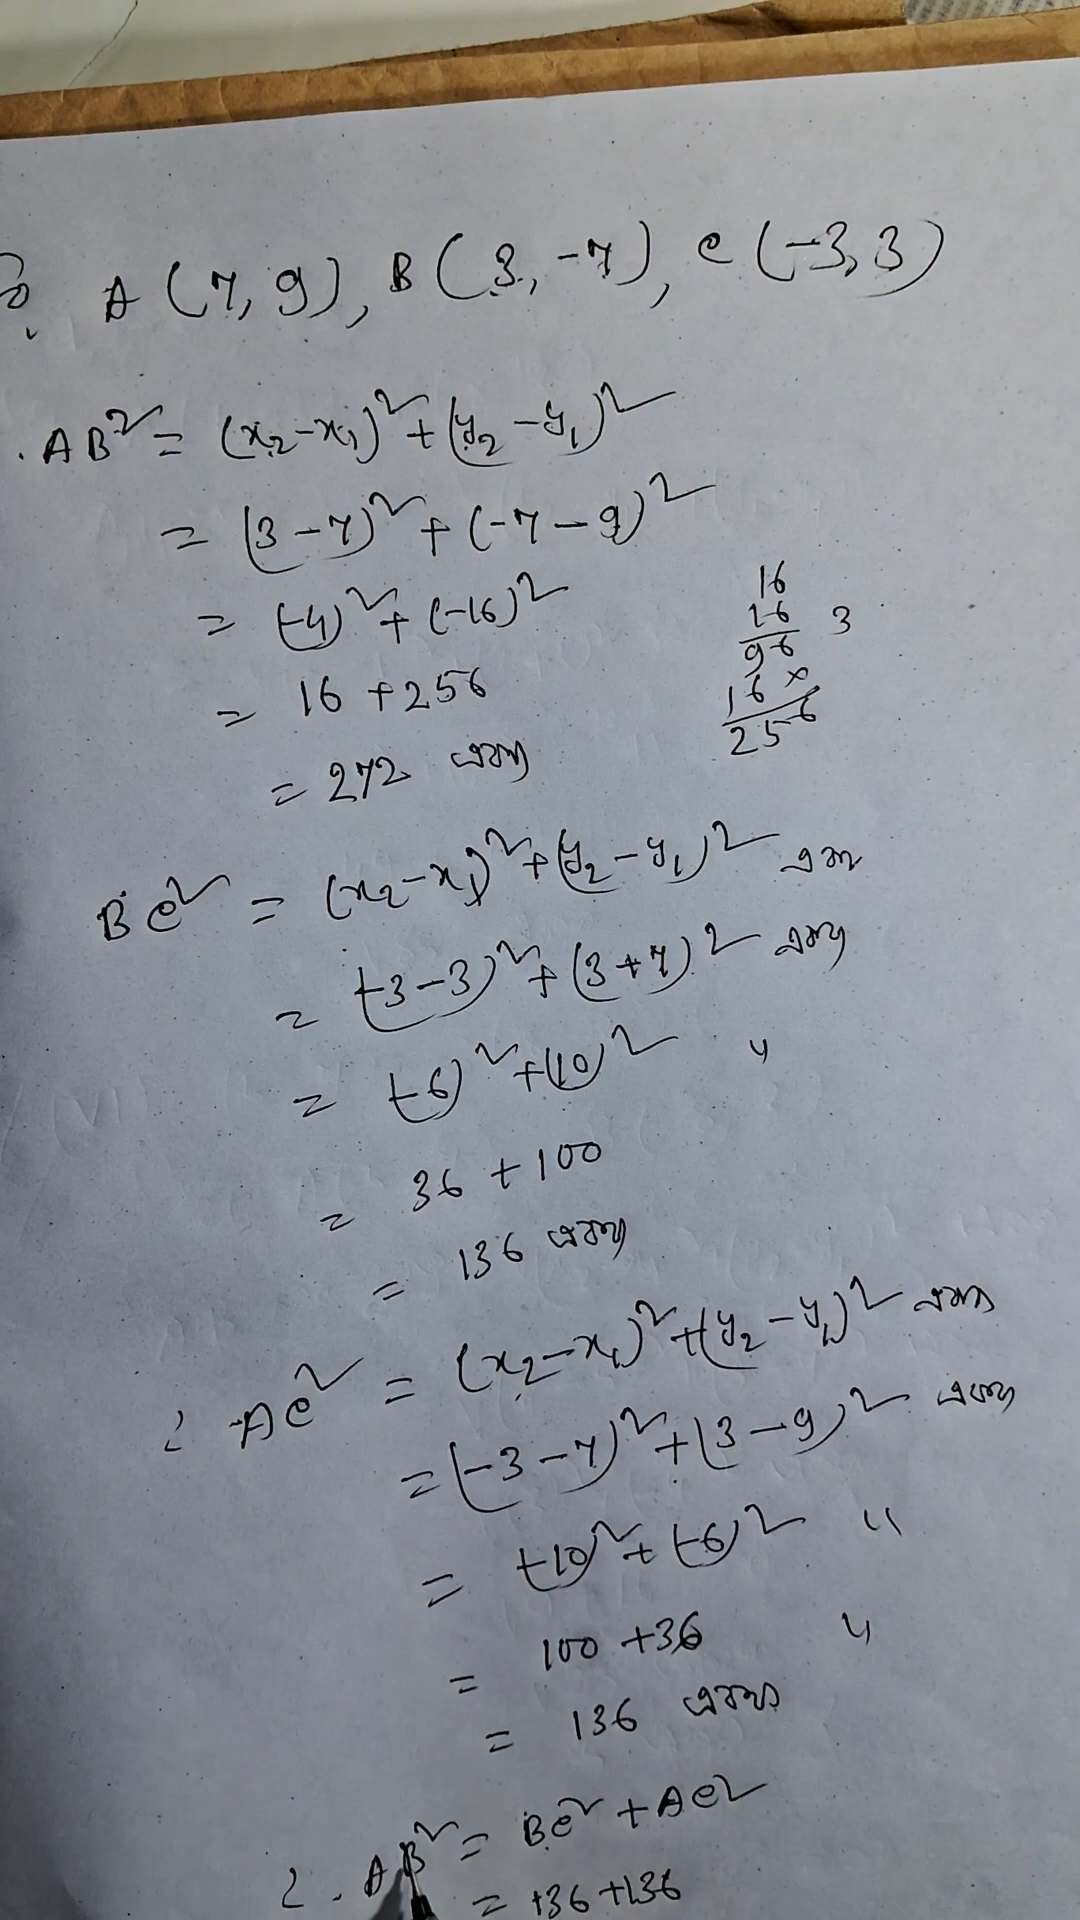 A (7, 9), B (3, -7), C (-3, 3)
AB² = (x₂-x₁)² + (y₂-y₁)²
= (3-7)² + (-7-9)²
= (-4)² + (-16)²
16
16
3
96
= 16 + 256
16 ×
256
= 272 একক
BC² = (x₂-x₁)² + (y₂-y₁)² একক
= (-3-3)² + (3+7)² একক
= (-6)² + (10)² "
= 36 + 100
= 136 একক
∴ AC² = (x₂-x₁)² + (y₂-y₁)² একক
= (-3-7)² + (3-9)² একক
= (-10)² + (-6)² "
= 100 + 36 "
= 136 একক
∴ AB² = BC² + AC²
= 136 + 136